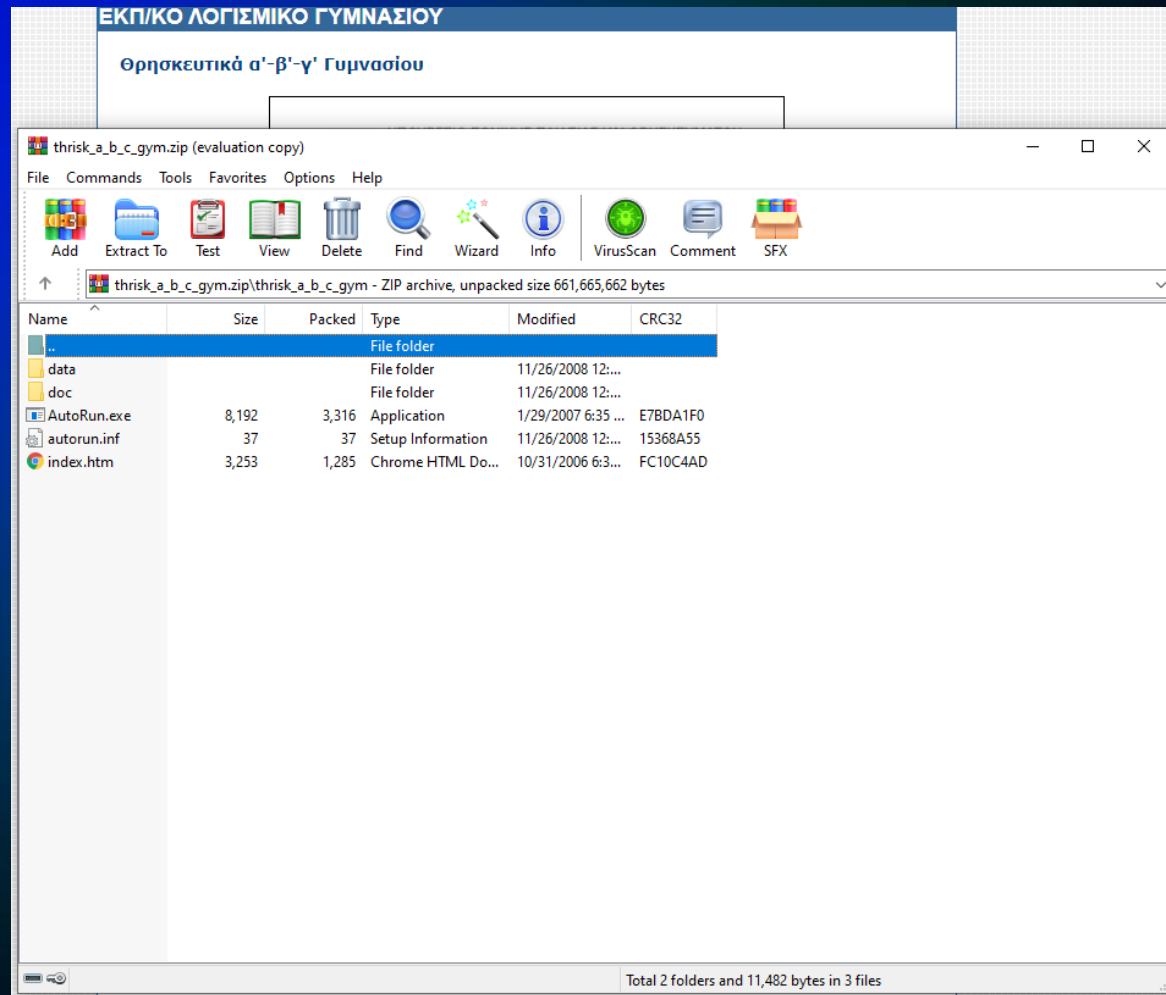 ΕΚΠ/ΚΟ ΛΟΓΙΣΜΙΚΟ ΓΥΜΝΑΣΙΟΥ
Θρησκευτικά α'-β'-γ' Γυμνασίου
thrisk_a_b_c_gym.zip (evaluation copy)
File Commands Tools Favorites Options Help
Add Extract To Test View Delete Find Wizard Info VirusScan Comment SFX
thrisk_a_b_c_gym.zip\thrisk_a_b_c_gym - ZIP archive, unpacked size 661,665,662 bytes
Name Size Packed Type Modified CRC32
.. File folder
data File folder 11/26/2008 12:...
doc File folder 11/26/2008 12:...
AutoRun.exe 8,192 3,316 Application 1/29/2007 6:35 ... E7BDA1F0
autorun.inf 37 37 Setup Information 11/26/2008 12:... 15368A55
index.htm 3,253 1,285 Chrome HTML Do... 10/31/2006 6:3... FC10C4AD
Total 2 folders and 11,482 bytes in 3 files